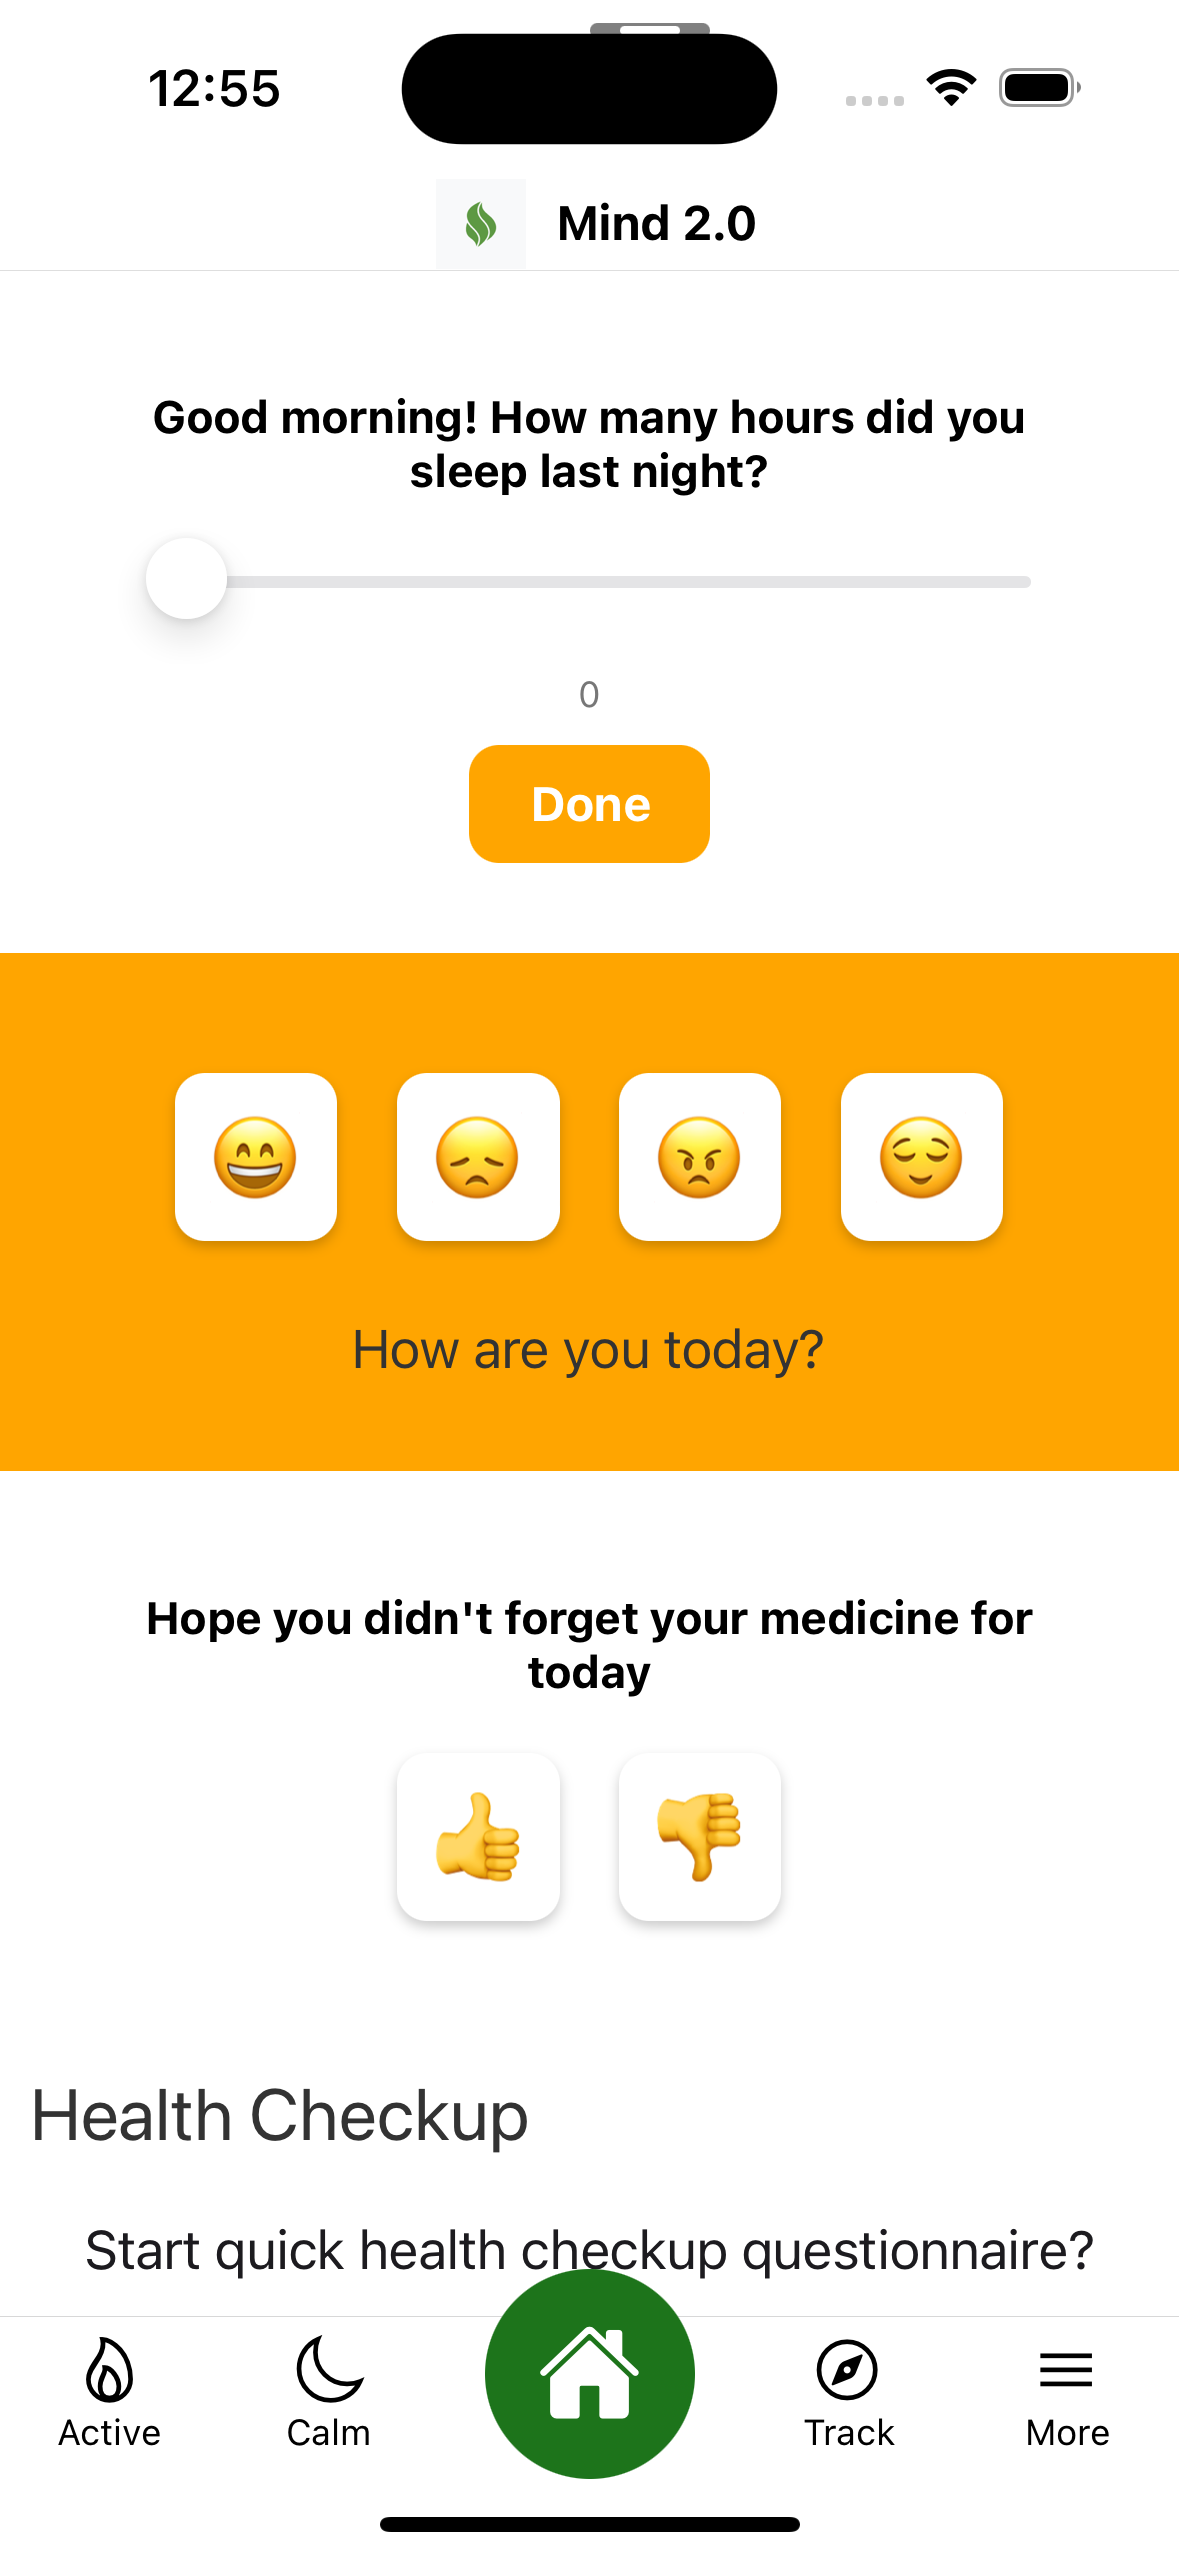 12:55
Mind 2.0
Good morning! How many hours did you
sleep last night?
0
Done
How are you today?
Hope you didn't forget your medicine for
today
Health Checkup
Start quick health checkup questionnaire?
Active
Calm
Track
More